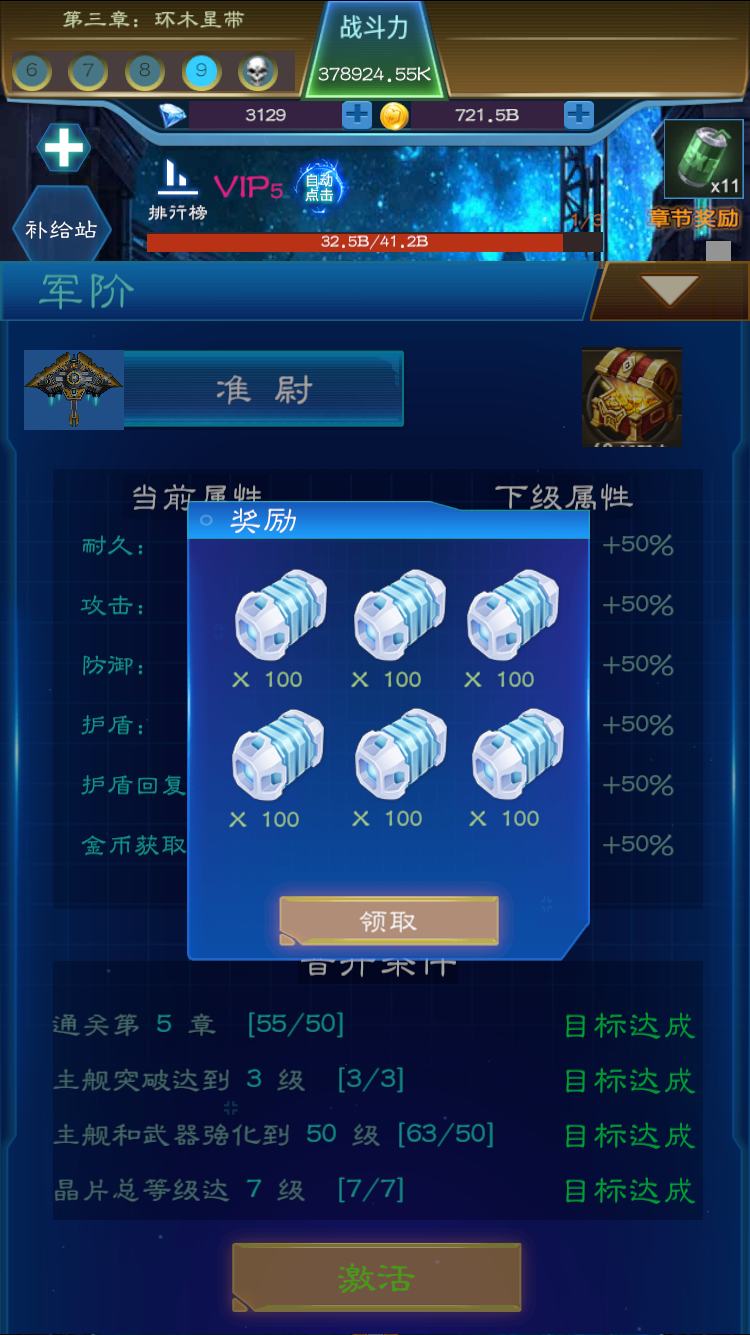 第三章：环木星带
战斗力
6 7 8 9
378924.55K
3129
721.5B
x11
VIP5
自动
点击
排行榜
补给站
1/3
章节奖励
32.5B/41.2B
军阶
准尉
当前属性
下级属性
奖励
耐久：
+50%
攻击：
+50%
防御：
+50%
× 100 × 100 × 100
护盾：
+50%
护盾回复
+50%
× 100 × 100 × 100
金币获取
+50%
领取
晋升条件
通关第 5 章 [55/50] 目标达成
主舰突破达到 3 级 [3/3] 目标达成
主舰和武器强化到 50 级 [63/50] 目标达成
晶片总等级达 7 级 [7/7] 目标达成
激活